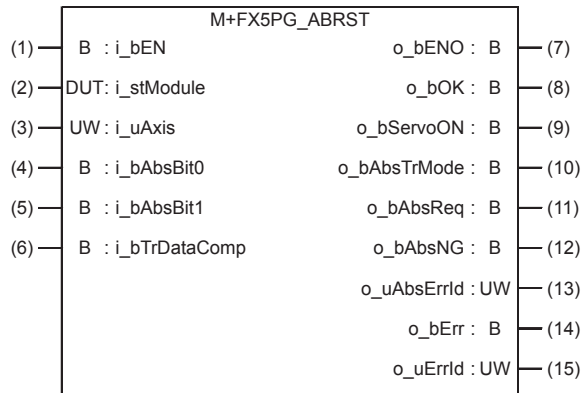 M+FX5PG_ABRST
(1) B : i_bEN o_bENO : B (7)
(2) DUT: i_stModule o_bOK : B (8)
(3) UW : i_uAxis o_bServoON : B (9)
(4) B : i_bAbsBit0 o_bAbsTrMode : B (10)
(5) B : i_bAbsBit1 o_bAbsReq : B (11)
(6) B : i_bTrDataComp o_bAbsNG : B (12)
o_uAbsErrId : UW (13)
o_bErr : B (14)
o_uErrId : UW (15)